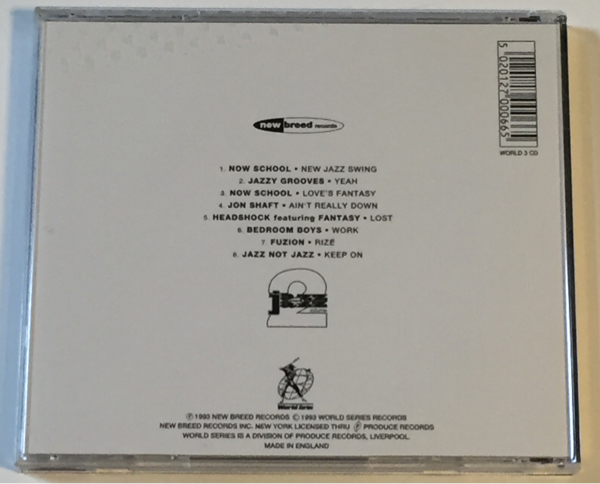 new breed records
5 020127 000665
WORLD 3 CD
1. NOW SCHOOL • NEW JAZZ SWING
2. JAZZY GROOVES • YEAH
3. NOW SCHOOL • LOVE'S FANTASY
4. JON SHAFT • AIN'T REALLY DOWN
5. HEADSHOCK featuring FANTASY • LOST
6. BEDROOM BOYS • WORK
7. FUZION • RIZE
8. JAZZ NOT JAZZ • KEEP ON
2
volume
World Series
Ⓟ 1993 NEW BREED RECORDS © 1993 WORLD SERIES RECORDS
NEW BREED RECORDS INC. NEW YORK LICENSED THRU PRODUCE RECORDS
WORLD SERIES IS A DIVISION OF PRODUCE RECORDS, LIVERPOOL.
MADE IN ENGLAND